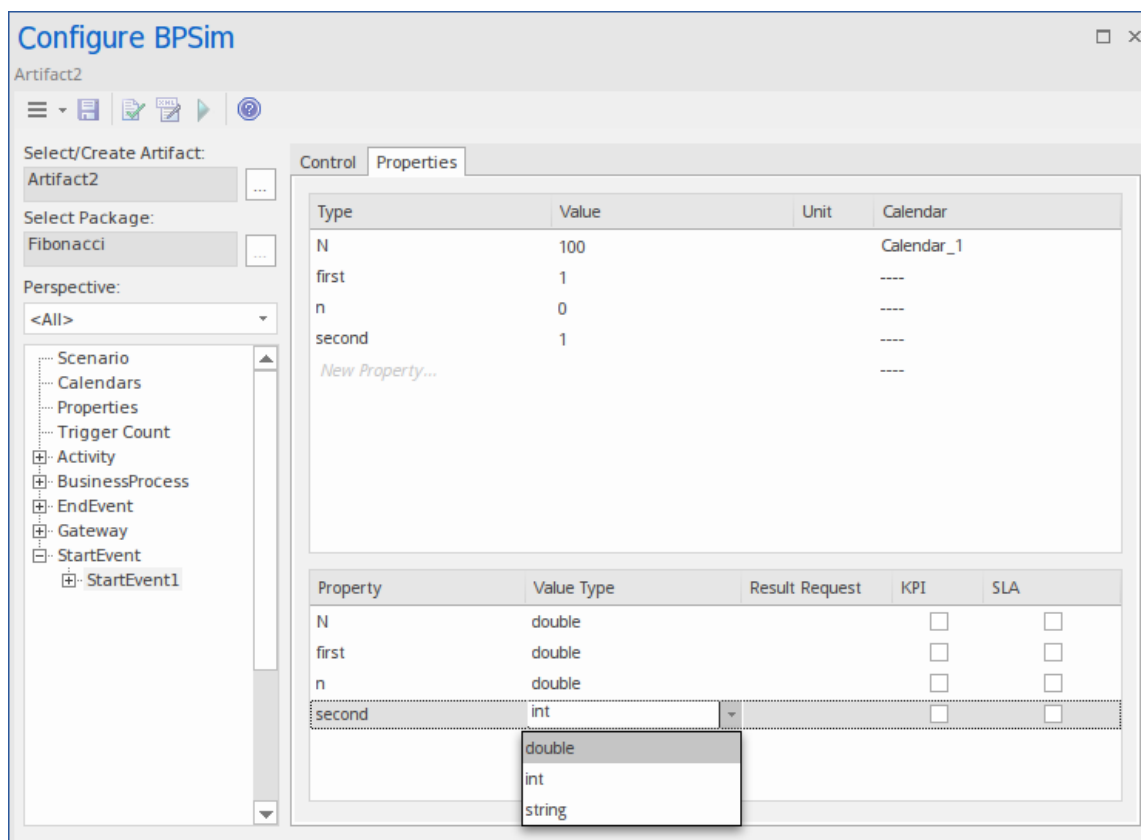 Configure BPSim
Artifact2
Select/Create Artifact:
Artifact2
...
Select Package:
Fibonacci
...
Perspective:
<All>
Scenario
Calendars
Properties
Trigger Count
Activity
BusinessProcess
EndEvent
Gateway
StartEvent
StartEvent1
Control Properties
Type Value Unit Calendar
N 100 Calendar_1
first 1 ----
n 0 ----
second 1 ----
New Property... ----
Property Value Type Result Request KPI SLA
N double
first double
n double
second int
double
int
string